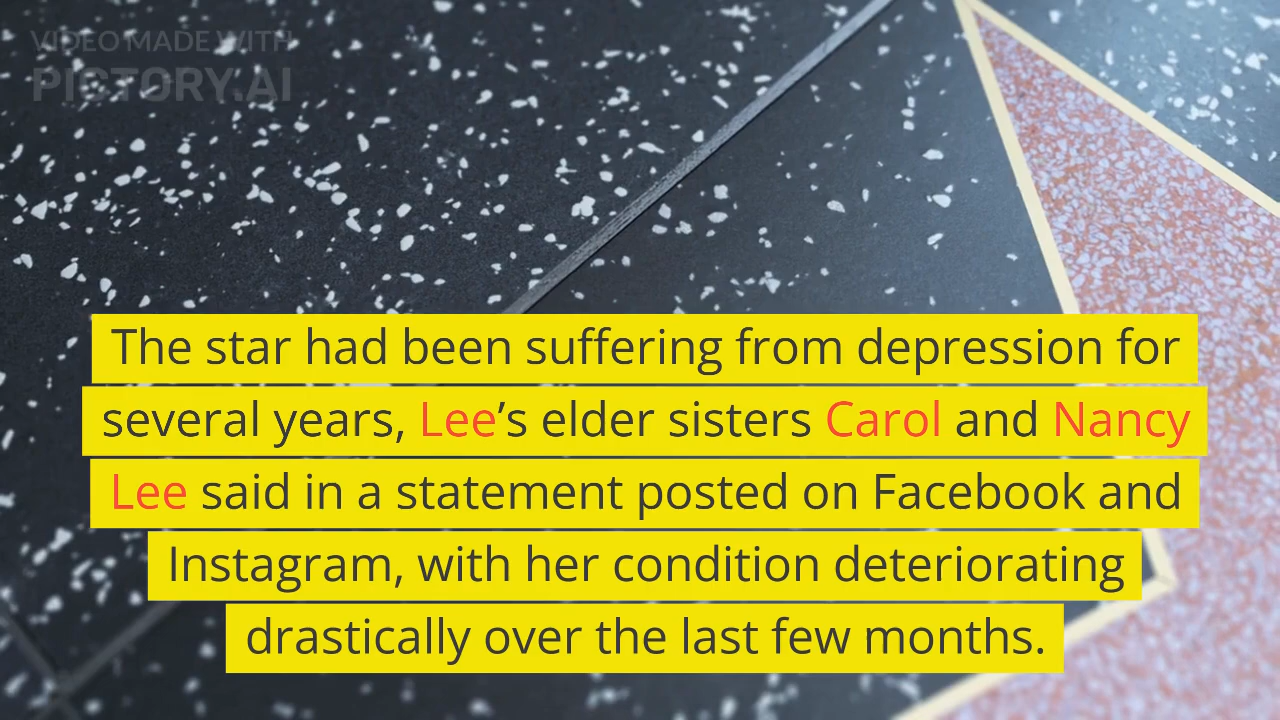 VIDEO MADE WITH
PICTORY.AI
The star had been suffering from depression for
several years, Lee’s elder sisters Carol and Nancy
Lee said in a statement posted on Facebook and
Instagram, with her condition deteriorating
drastically over the last few months.